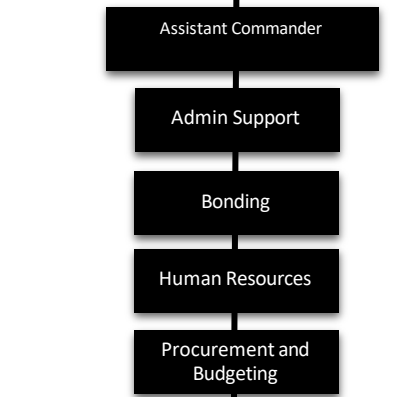 Assistant Commander
Admin Support
Bonding
Human Resources
Procurement and
Budgeting